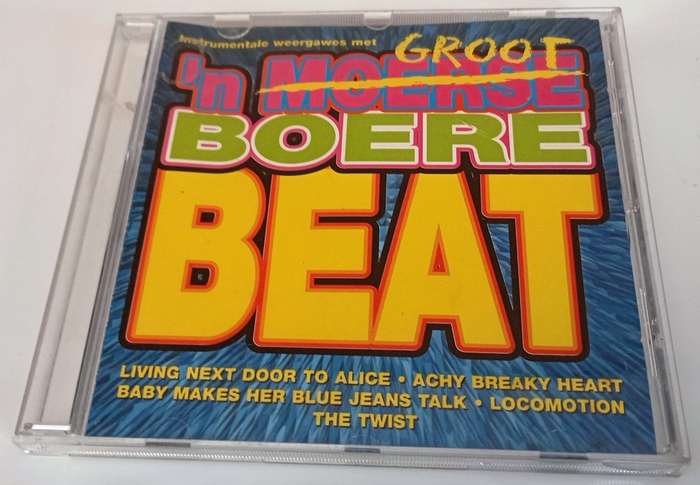 Instrumentale weergawes met
GROOT
'n MOERSE
BOERE
BEAT
LIVING NEXT DOOR TO ALICE • ACHY BREAKY HEART
BABY MAKES HER BLUE JEANS TALK • LOCOMOTION
THE TWIST